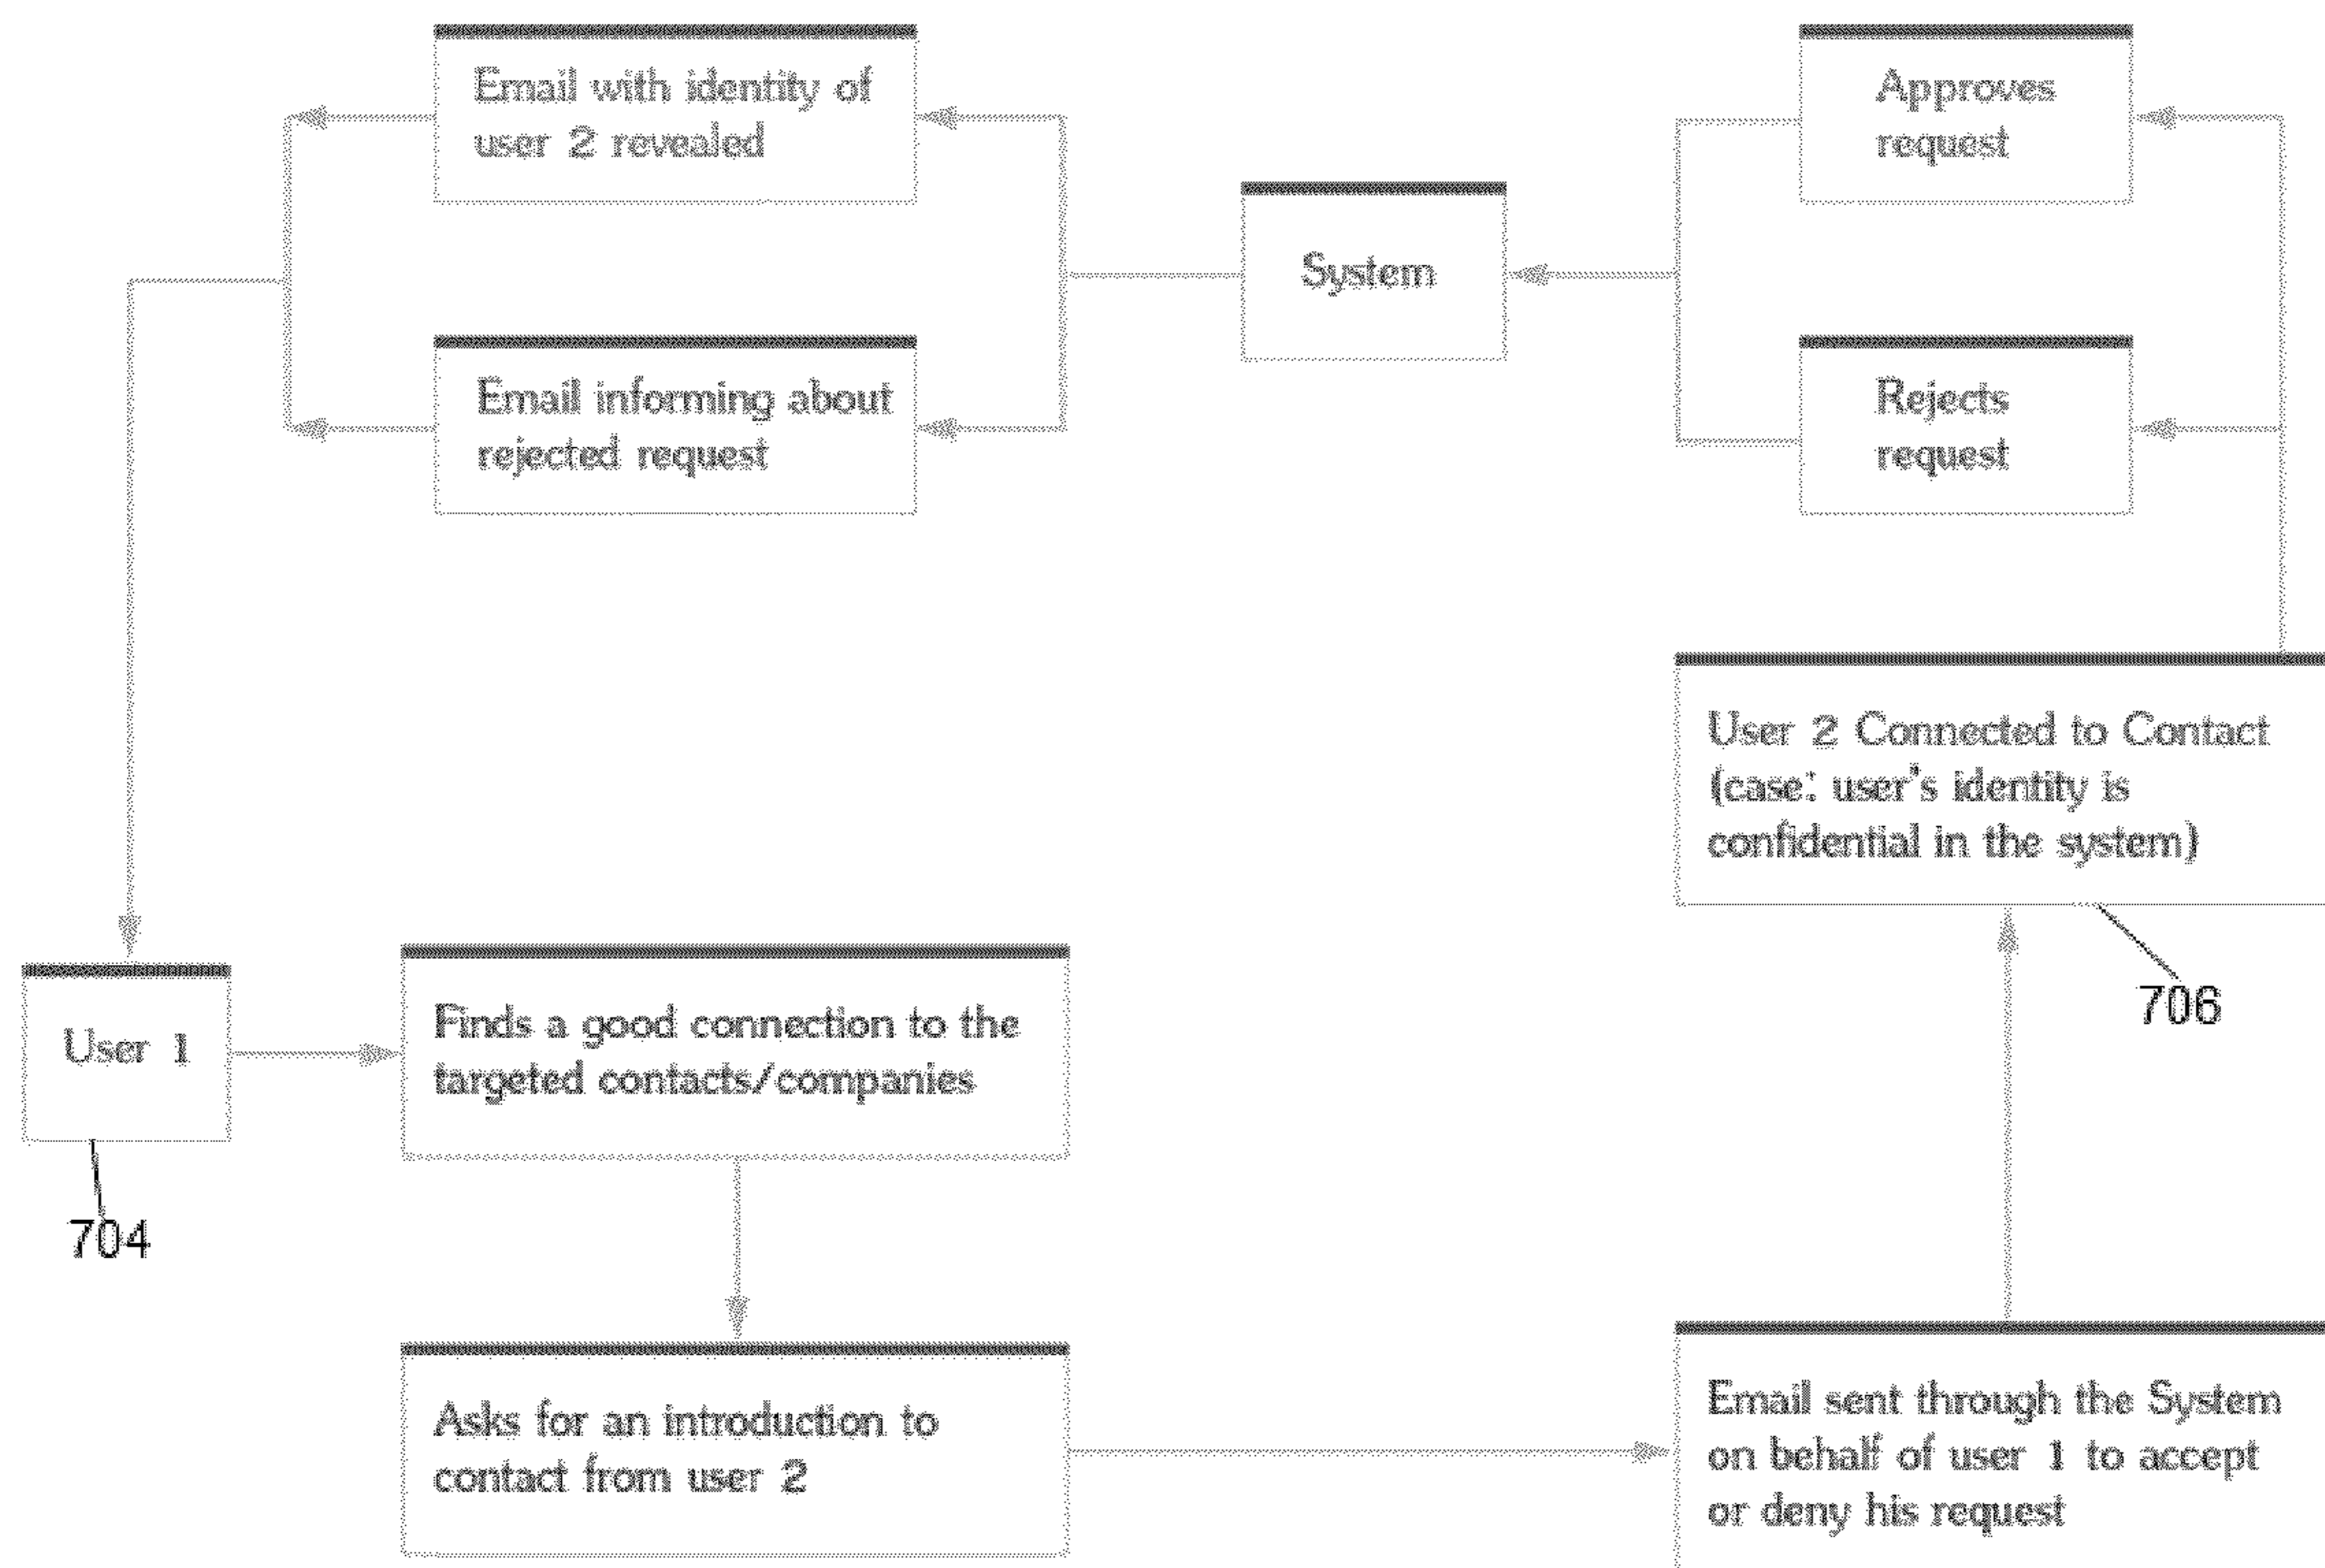 Email with identity of
user 2 revealed
Approves
request
System
Email informing about
rejected request
Rejects
request
User 2 Connected to Contact
(case: user's identity is
confidential in the system)
706
User 1
704
Finds a good connection to the
targeted contacts/companies
Asks for an introduction to
contact from user 2
Email sent through the System
on behalf of user 1 to accept
or deny his request